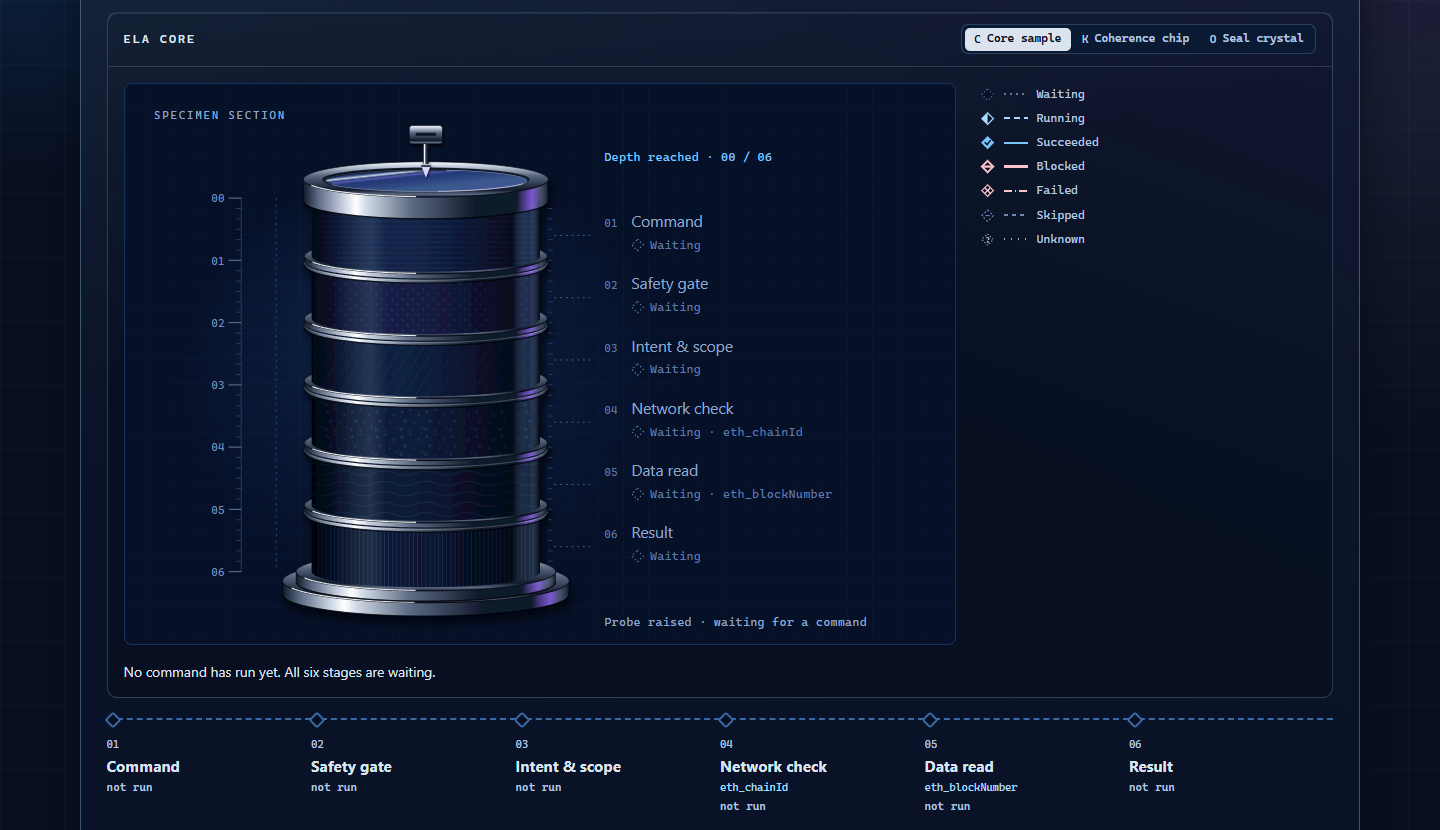 ELA CORE
C Core sample
K Coherence chip
O Seal crystal
SPECIMEN SECTION
Depth reached · 00 / 06
00
01
02
03
04
05
06
01 Command
Waiting
02 Safety gate
Waiting
03 Intent & scope
Waiting
04 Network check
Waiting · eth_chainId
05 Data read
Waiting · eth_blockNumber
06 Result
Waiting
Probe raised · waiting for a command
Waiting
Running
Succeeded
Blocked
Failed
Skipped
Unknown
No command has run yet. All six stages are waiting.
01
Command
not run
02
Safety gate
not run
03
Intent & scope
not run
04
Network check
eth_chainId
not run
05
Data read
eth_blockNumber
not run
06
Result
not run